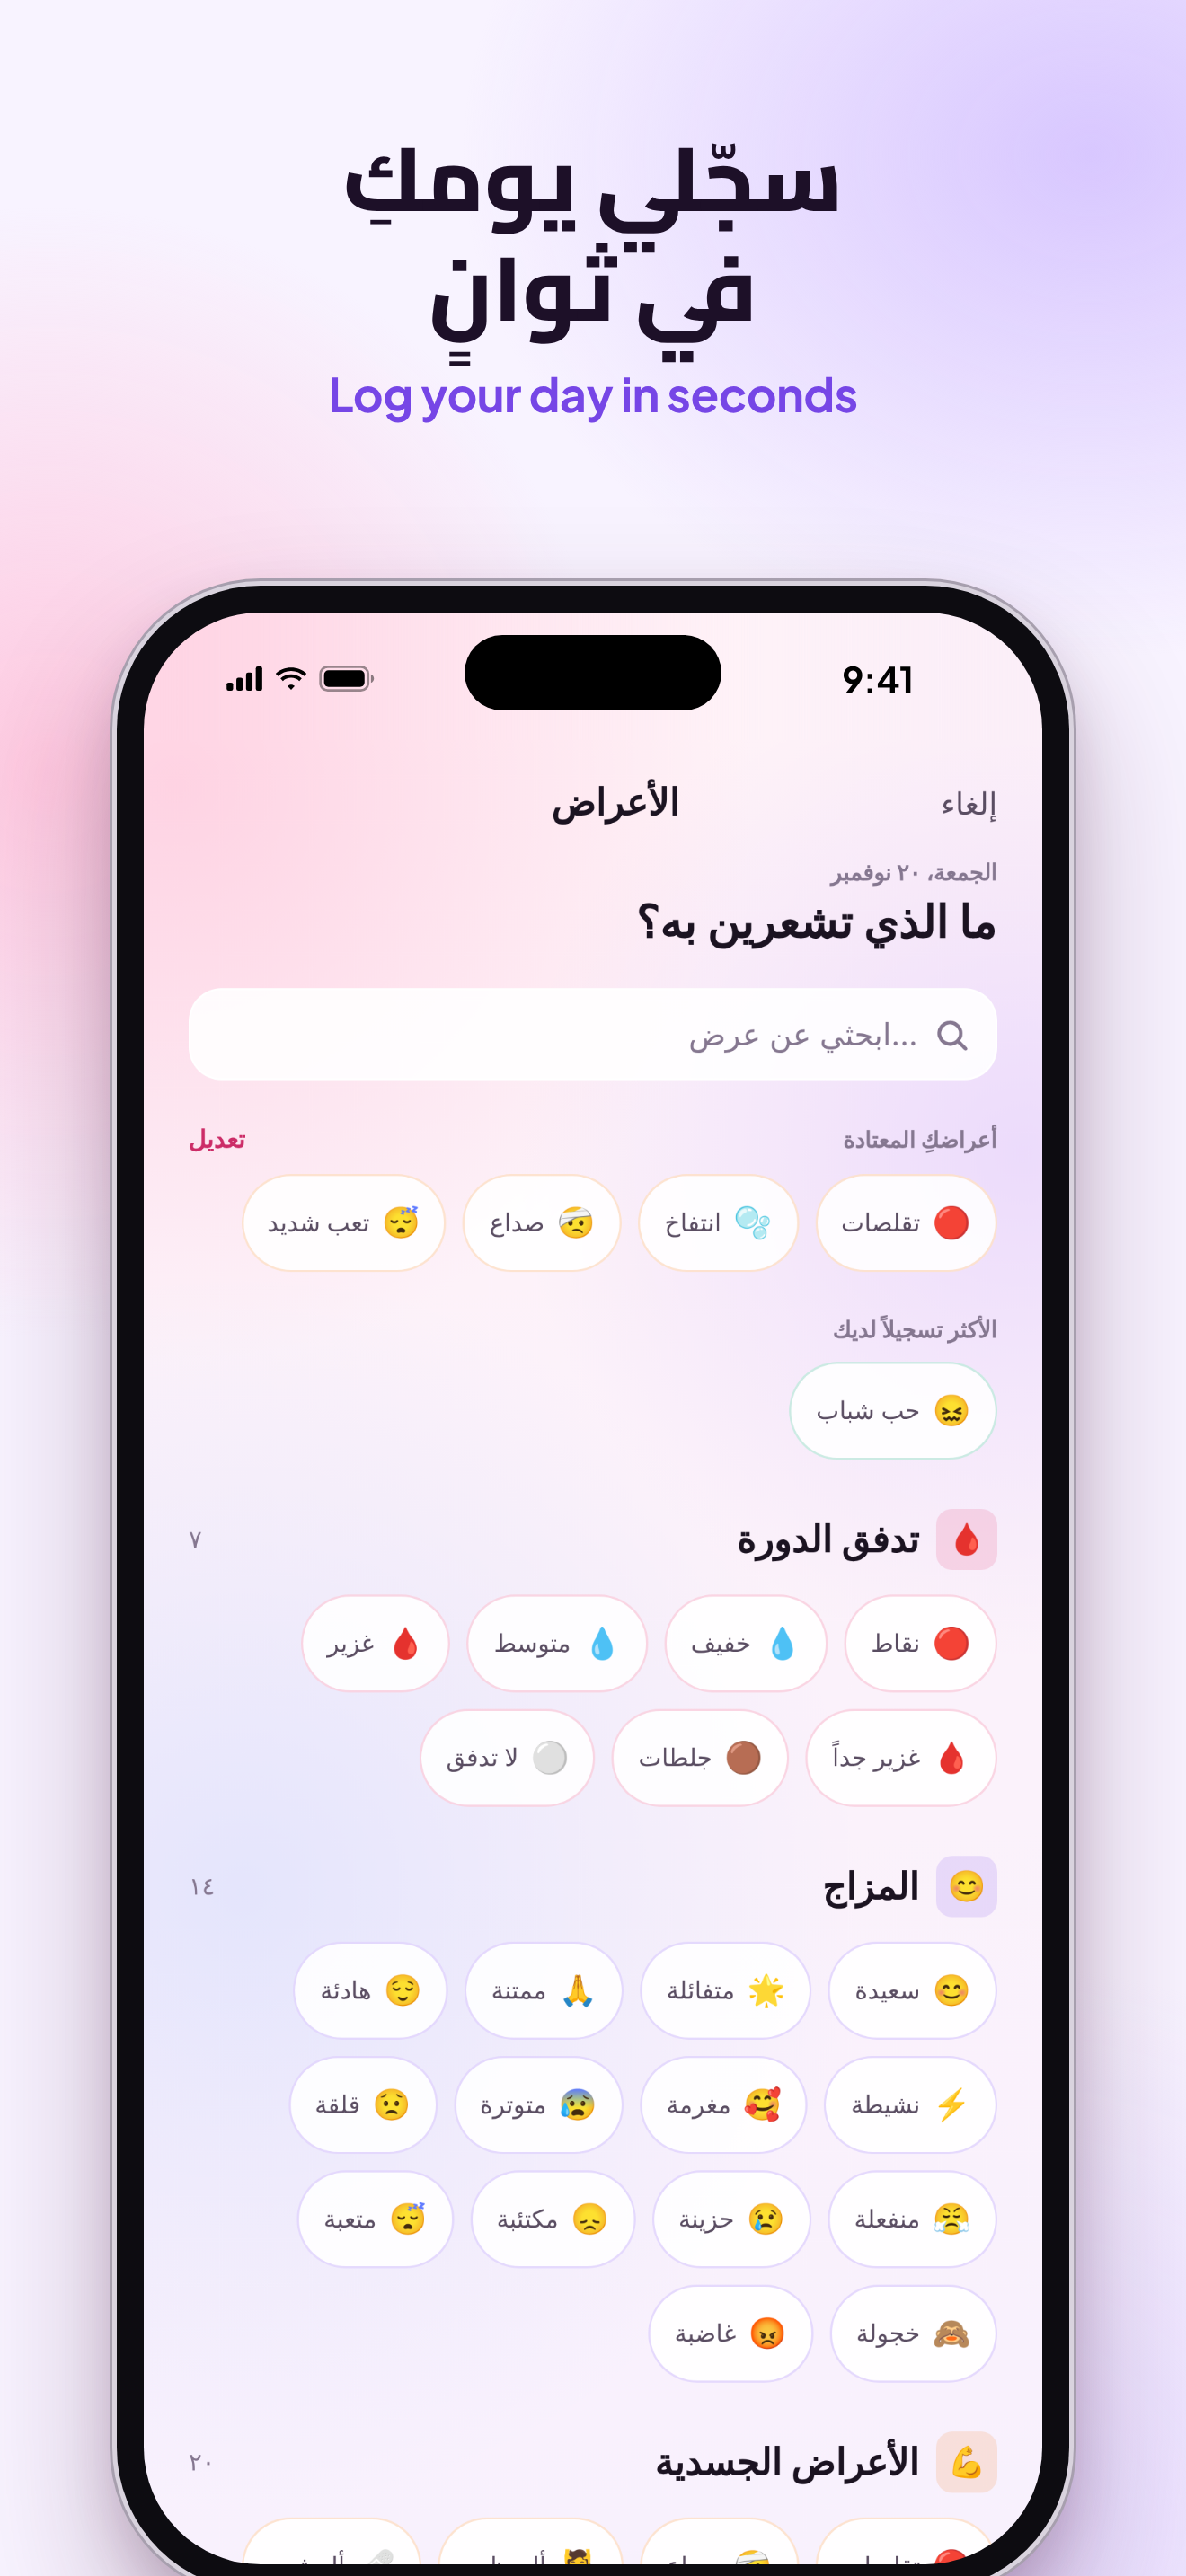 سجّلي يومكِ
في ثوانٍ
Log your day in seconds
9:41
إلغاء
الأعراض
الجمعة، ٢٠ نوفمبر
ما الذي تشعرين به؟
...ابحثي عن عرض
أعراضكِ المعتادة تعديل
تقلصات انتفاخ صداع تعب شديد
الأكثر تسجيلاً لديك
حب شباب
تدفق الدورة ٧
نقاط خفيف متوسط غزير
غزير جداً جلطات لا تدفق
المزاج ١٤
سعيدة متفائلة ممتنة هادئة
نشيطة مغرمة متوترة قلقة
منفعلة حزينة مكتئبة متعبة
خجولة غاضبة
الأعراض الجسدية ٢٠